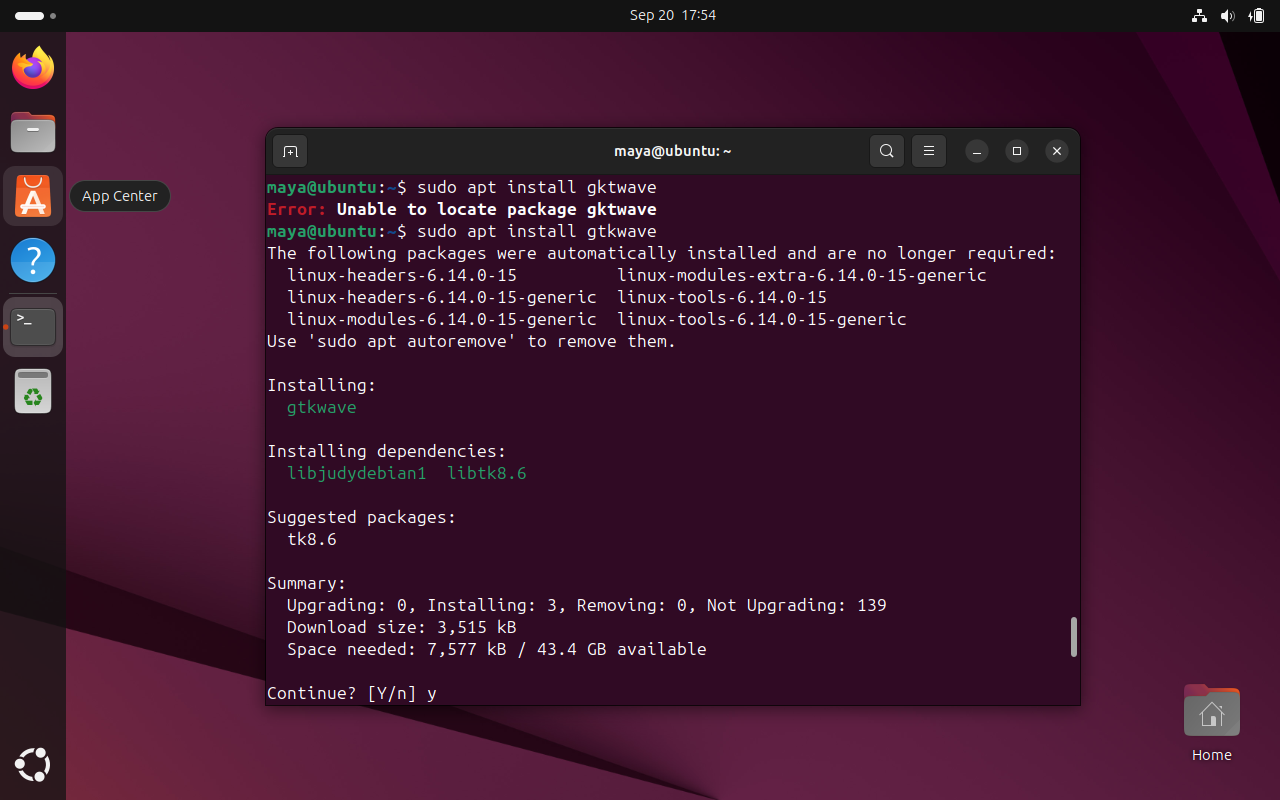 Sep 20 17:54
App Center
maya@ubuntu: ~
maya@ubuntu:~$ sudo apt install gktwave
Error: Unable to locate package gktwave
maya@ubuntu:~$ sudo apt install gtkwave
The following packages were automatically installed and are no longer required:
linux-headers-6.14.0-15 linux-modules-extra-6.14.0-15-generic
linux-headers-6.14.0-15-generic linux-tools-6.14.0-15
linux-modules-6.14.0-15-generic linux-tools-6.14.0-15-generic
Use 'sudo apt autoremove' to remove them.
Installing:
gtkwave
Installing dependencies:
libjudydebian1 libtk8.6
Suggested packages:
tk8.6
Summary:
Upgrading: 0, Installing: 3, Removing: 0, Not Upgrading: 139
Download size: 3,515 kB
Space needed: 7,577 kB / 43.4 GB available
Continue? [Y/n] y
Home